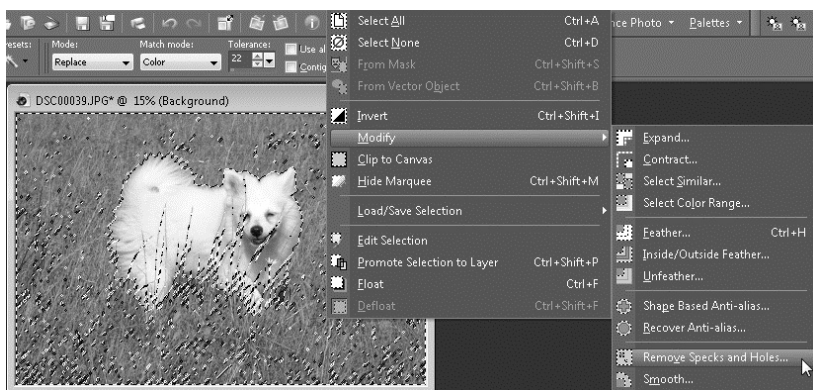 nce Photo
Palettes
resets:
Mode:
Match mode:
Tolerance:
Replace
Color
22
Use al
Contig
DSC00039.JPG* @ 15% (Background)
Select All Ctrl+A
Select None Ctrl+D
From Mask Ctrl+Shift+S
From Vector Object Ctrl+Shift+B
Invert Ctrl+Shift+I
Modify
Clip to Canvas
Hide Marquee Ctrl+Shift+M
Load/Save Selection
Edit Selection
Promote Selection to Layer Ctrl+Shift+P
Float Ctrl+F
Defloat Ctrl+Shift+F
Expand...
Contract...
Select Similar...
Select Color Range...
Feather... Ctrl+H
Inside/Outside Feather...
Unfeather...
Shape Based Anti-alias...
Recover Anti-alias...
Remove Specks and Holes...
Smooth...